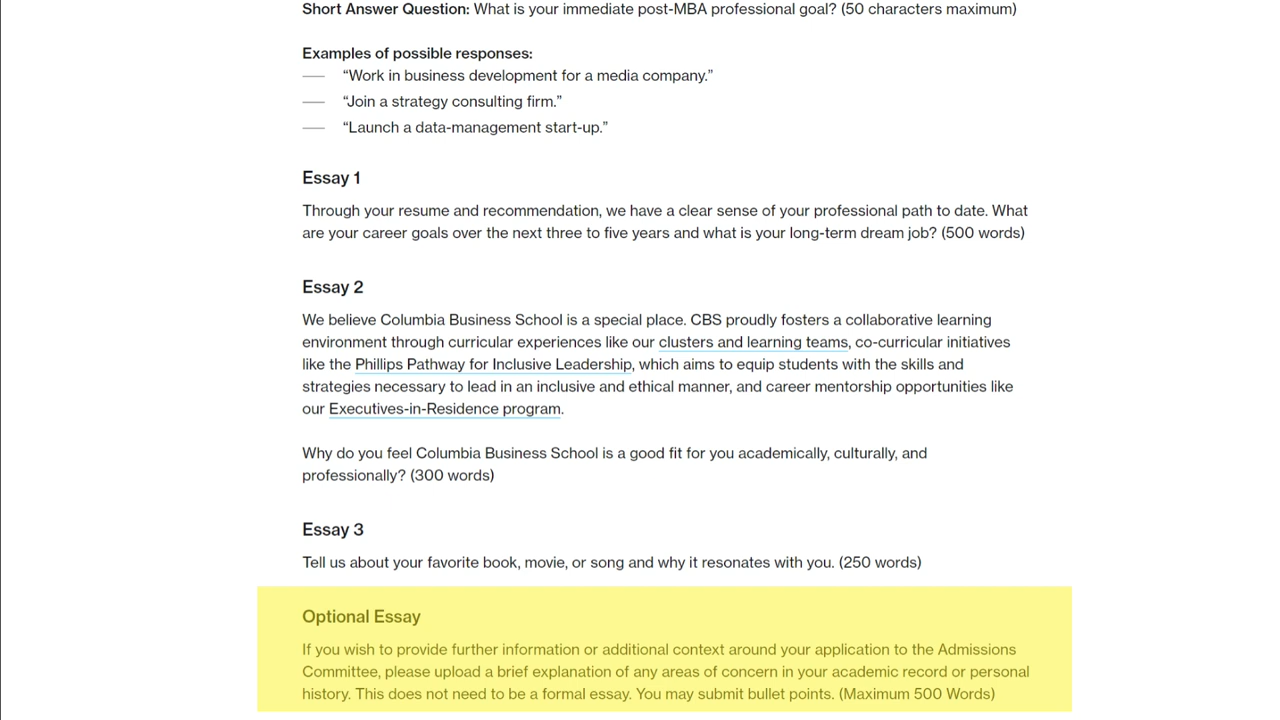 Short Answer Question: What is your immediate post-MBA professional goal? (50 characters maximum)
Examples of possible responses:
“Work in business development for a media company.”
“Join a strategy consulting firm.”
“Launch a data-management start-up.”
Essay 1
Through your resume and recommendation, we have a clear sense of your professional path to date. What
are your career goals over the next three to five years and what is your long-term dream job? (500 words)
Essay 2
We believe Columbia Business School is a special place. CBS proudly fosters a collaborative learning
environment through curricular experiences like our clusters and learning teams, co-curricular initiatives
like the Phillips Pathway for Inclusive Leadership, which aims to equip students with the skills and
strategies necessary to lead in an inclusive and ethical manner, and career mentorship opportunities like
our Executives-in-Residence program.
Why do you feel Columbia Business School is a good fit for you academically, culturally, and
professionally? (300 words)
Essay 3
Tell us about your favorite book, movie, or song and why it resonates with you. (250 words)
Optional Essay
If you wish to provide further information or additional context around your application to the Admissions
Committee, please upload a brief explanation of any areas of concern in your academic record or personal
history. This does not need to be a formal essay. You may submit bullet points. (Maximum 500 Words)